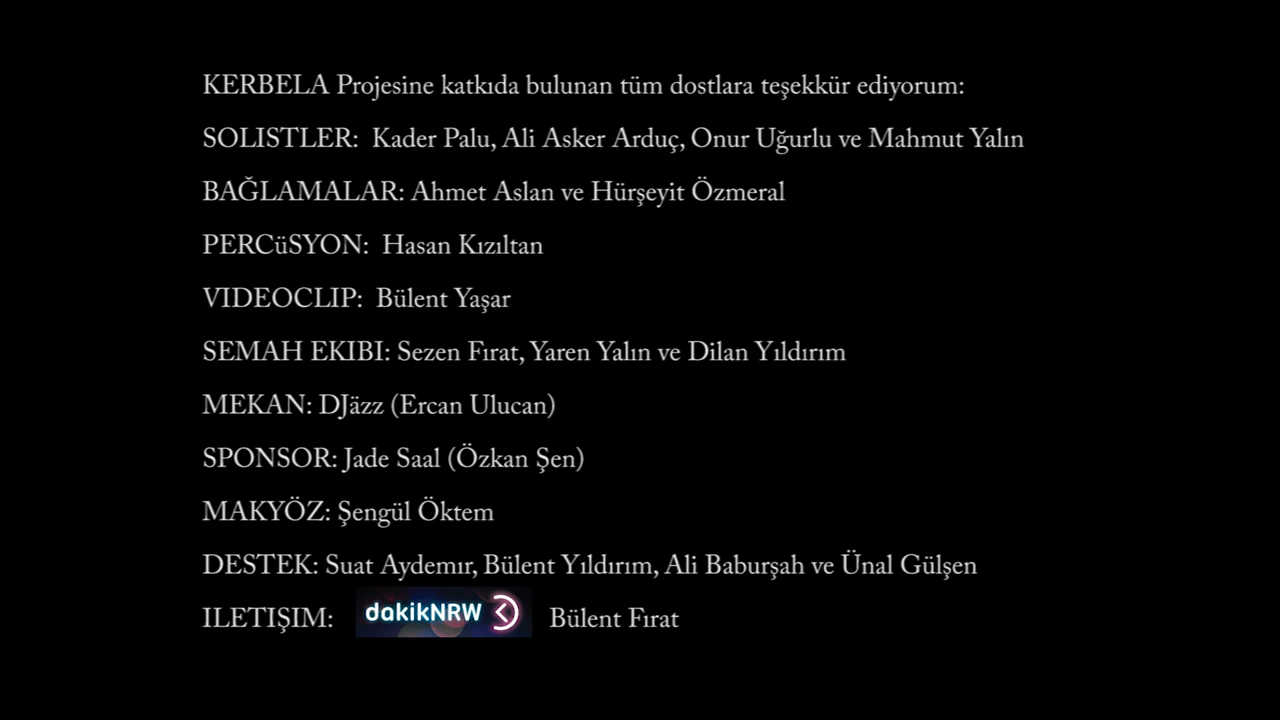 KERBELA Projesine katkıda bulunan tüm dostlara teşekkür ediyorum:
SOLISTLER: Kader Palu, Ali Asker Arduç, Onur Uğurlu ve Mahmut Yalın
BAĞLAMALAR: Ahmet Aslan ve Hürşeyit Özmeral
PERCüSYON: Hasan Kızıltan
VIDEOCLIP: Bülent Yaşar
SEMAH EKIBI: Sezen Fırat, Yaren Yalın ve Dilan Yıldırım
MEKAN: DJäzz (Ercan Ulucan)
SPONSOR: Jade Saal (Özkan Şen)
MAKYÖZ: Şengül Öktem
DESTEK: Suat Aydemır, Bülent Yıldırım, Ali Baburşah ve Ünal Gülşen
ILETIŞIM: dakikNRW Bülent Fırat